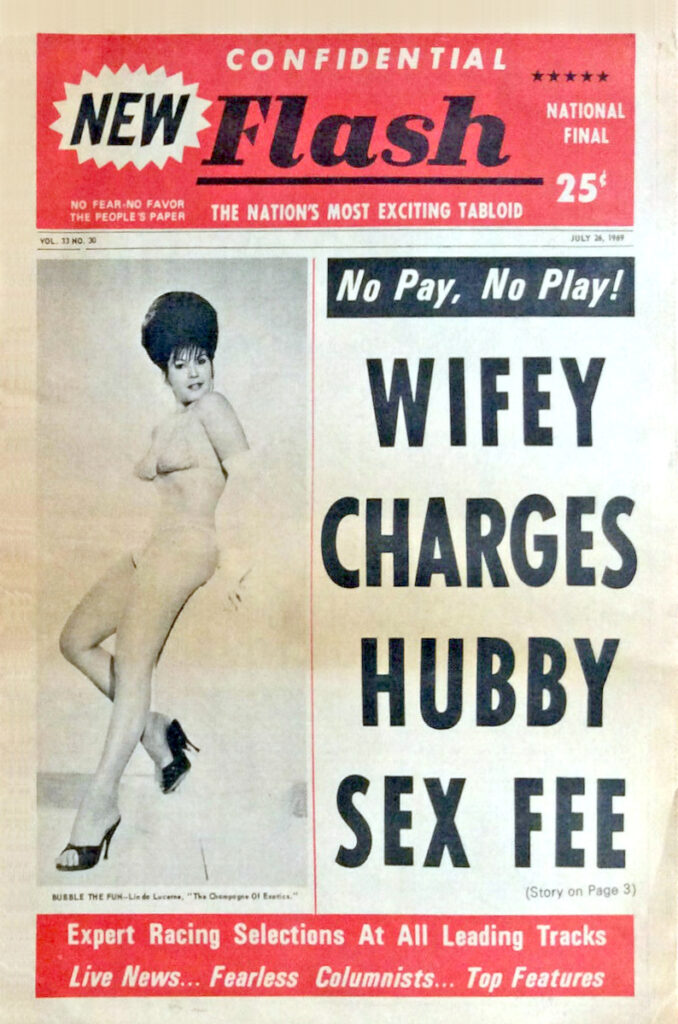 CONFIDENTIAL
★★★★★
NEW Flash
NATIONAL
FINAL
25¢
NO FEAR-NO FAVOR
THE PEOPLE'S PAPER
THE NATION'S MOST EXCITING TABLOID
VOL. 33 NO. 30
JULY 26, 1969
No Pay, No Play!
WIFEY
CHARGES
HUBBY
SEX FEE
(Story on Page 3)
BUBBLE THE FUN—Linda Lucerne, "The Champagne Of Exotics."
Expert Racing Selections At All Leading Tracks
Live News... Fearless Columnists... Top Features